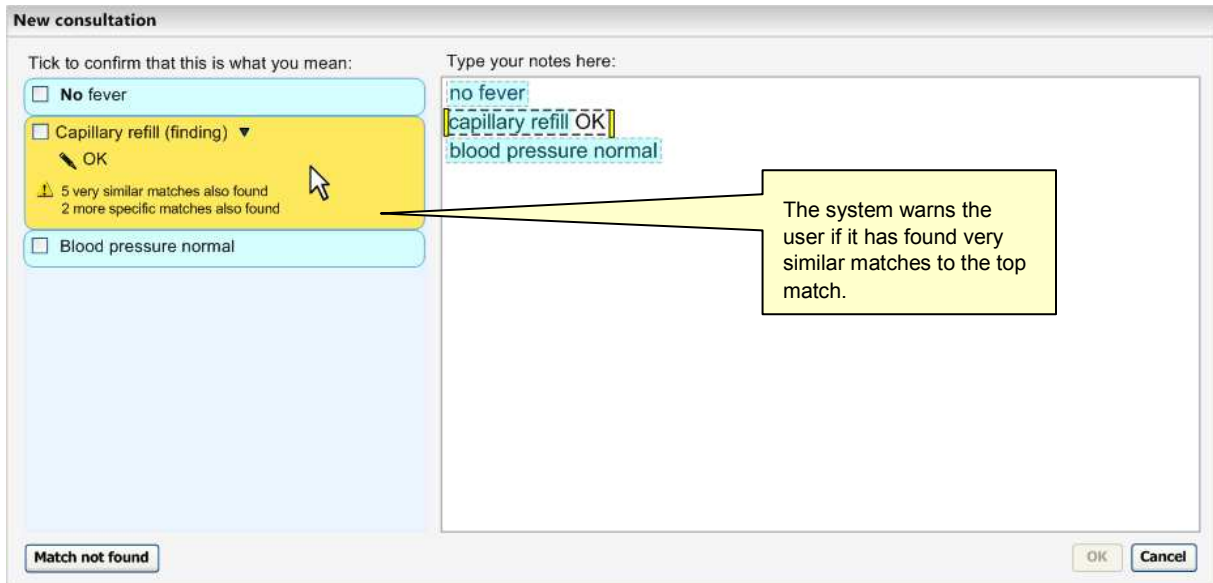 New consultation
Tick to confirm that this is what you mean:
No fever
Capillary refill (finding)
OK
5 very similar matches also found
2 more specific matches also found
Blood pressure normal
Match not found
Type your notes here:
no fever
capillary refill OK
blood pressure normal
The system warns the
user if it has found very
similar matches to the top
match.
OK
Cancel